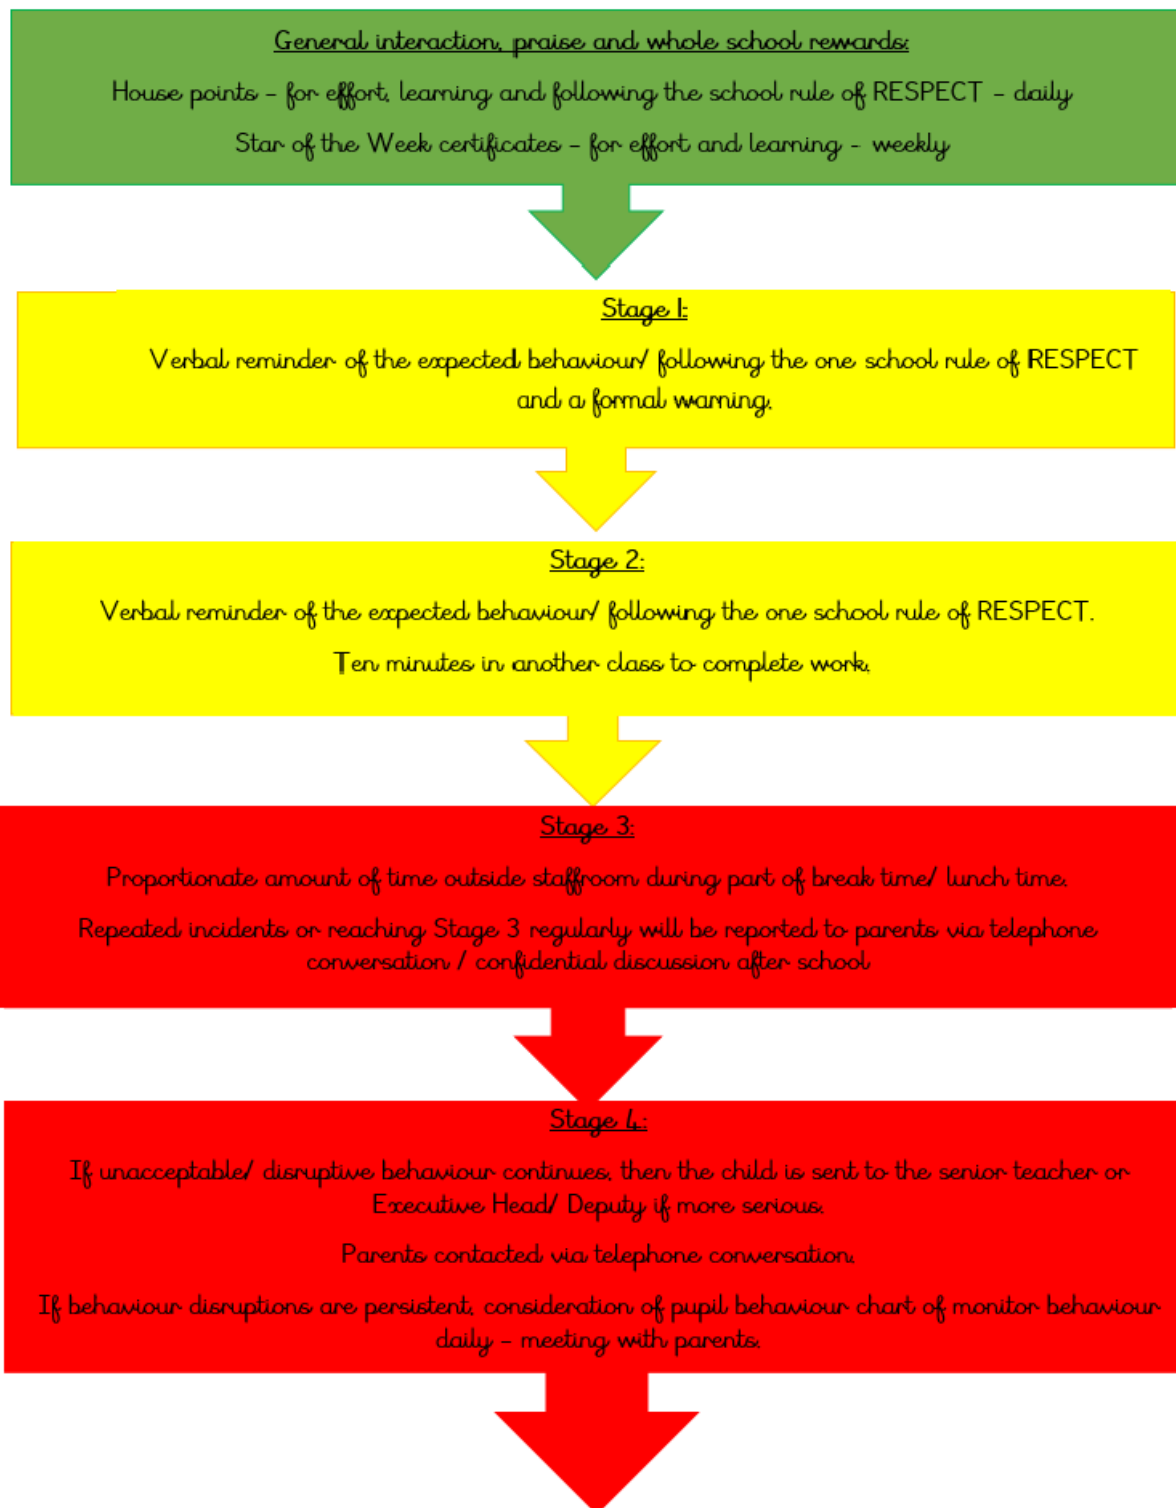 General interaction, praise and whole school rewards:
House points – for effort, learning and following the school rule of RESPECT – daily
Star of the Week certificates – for effort and learning – weekly
Stage 1:
Verbal reminder of the expected behaviour/ following the one school rule of RESPECT
and a formal warning.
Stage 2:
Verbal reminder of the expected behaviour/ following the one school rule of RESPECT.
Ten minutes in another class to complete work.
Stage 3:
Proportionate amount of time outside staffroom during part of break time/ lunch time.
Repeated incidents or reaching Stage 3 regularly will be reported to parents via telephone
conversation / confidential discussion after school
Stage 4:
If unacceptable/ disruptive behaviour continues, then the child is sent to the senior teacher or
Executive Head/ Deputy if more serious.
Parents contacted via telephone conversation.
If behaviour disruptions are persistent, consideration of pupil behaviour chart of monitor behaviour
daily – meeting with parents.